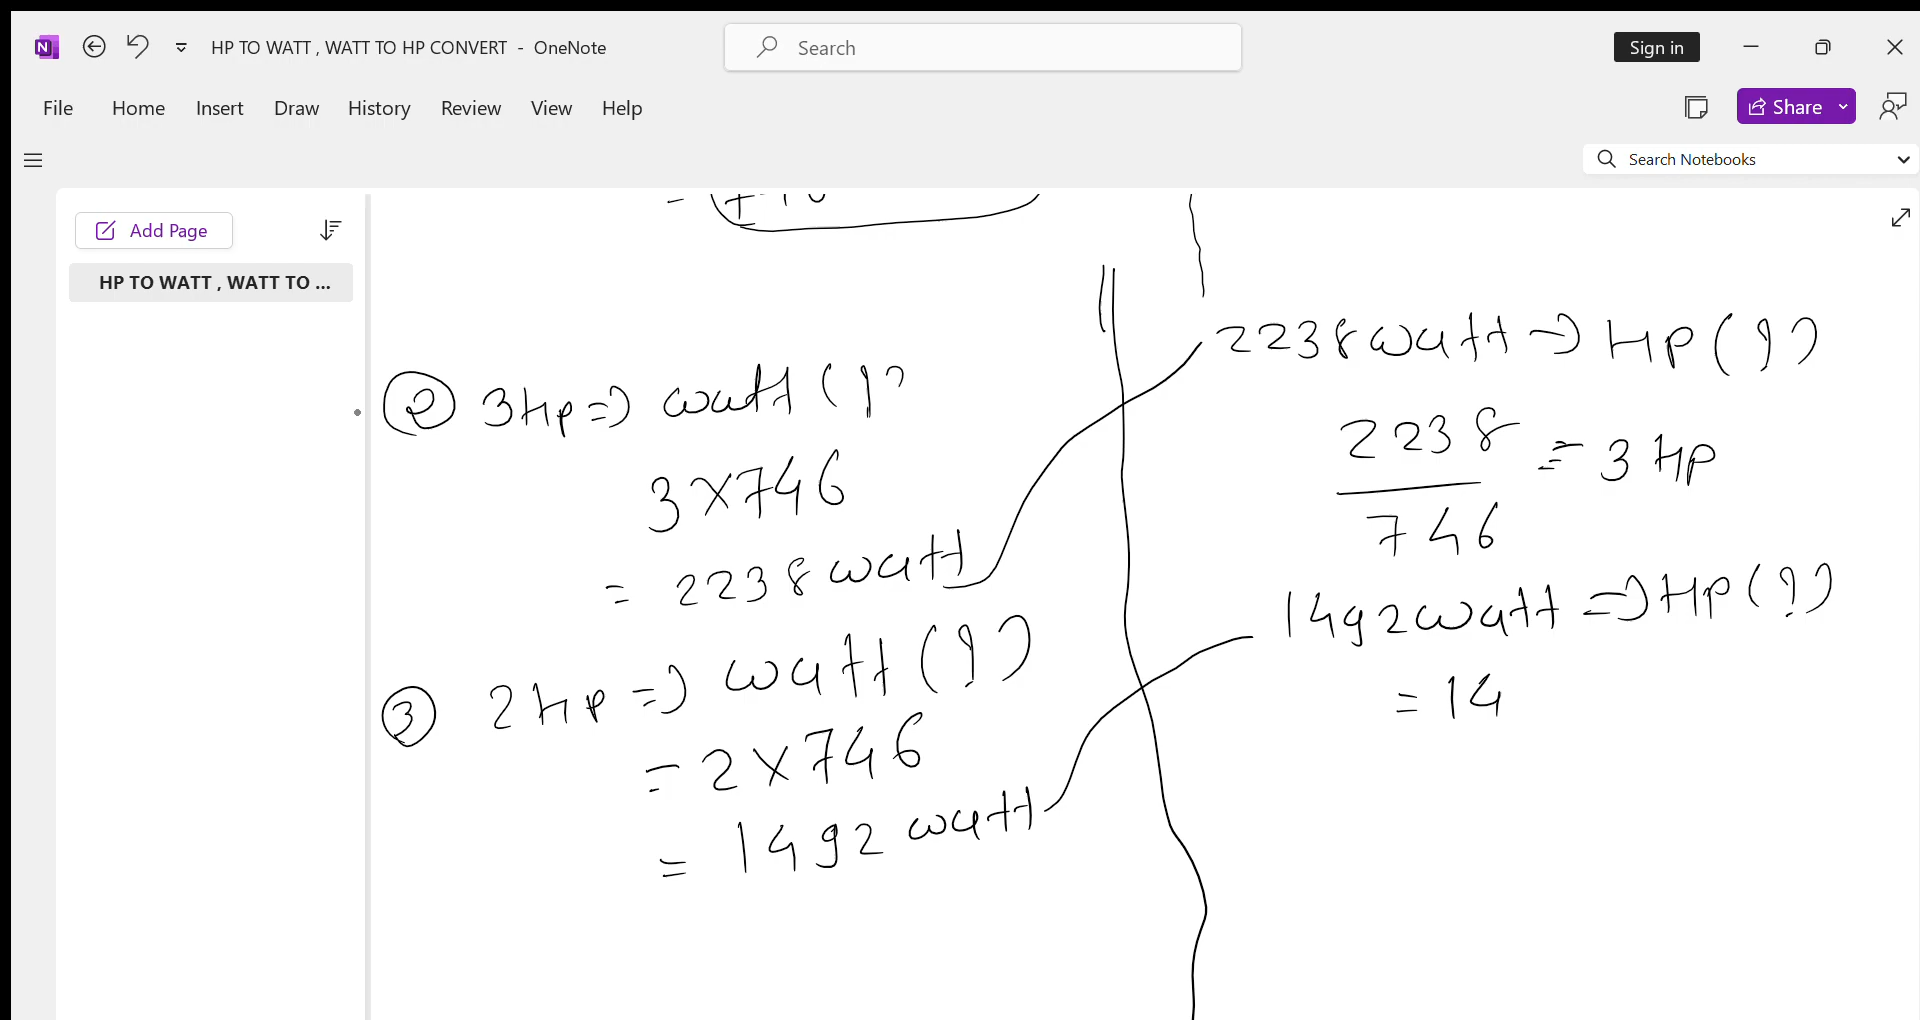 HP TO WATT , WATT TO HP CONVERT - OneNote
Search
Sign in
File Home Insert Draw History Review View Help
Share
Search Notebooks
Add Page
HP TO WATT , WATT TO ...
② 3HP => watt (?)
3 x 746
= 2238 watt
③ 2HP => watt (?)
= 2 x 746
= 1492 watt
2238 watt → HP (?)
2238
746
= 3 HP
1492 watt => HP (?)
= 14